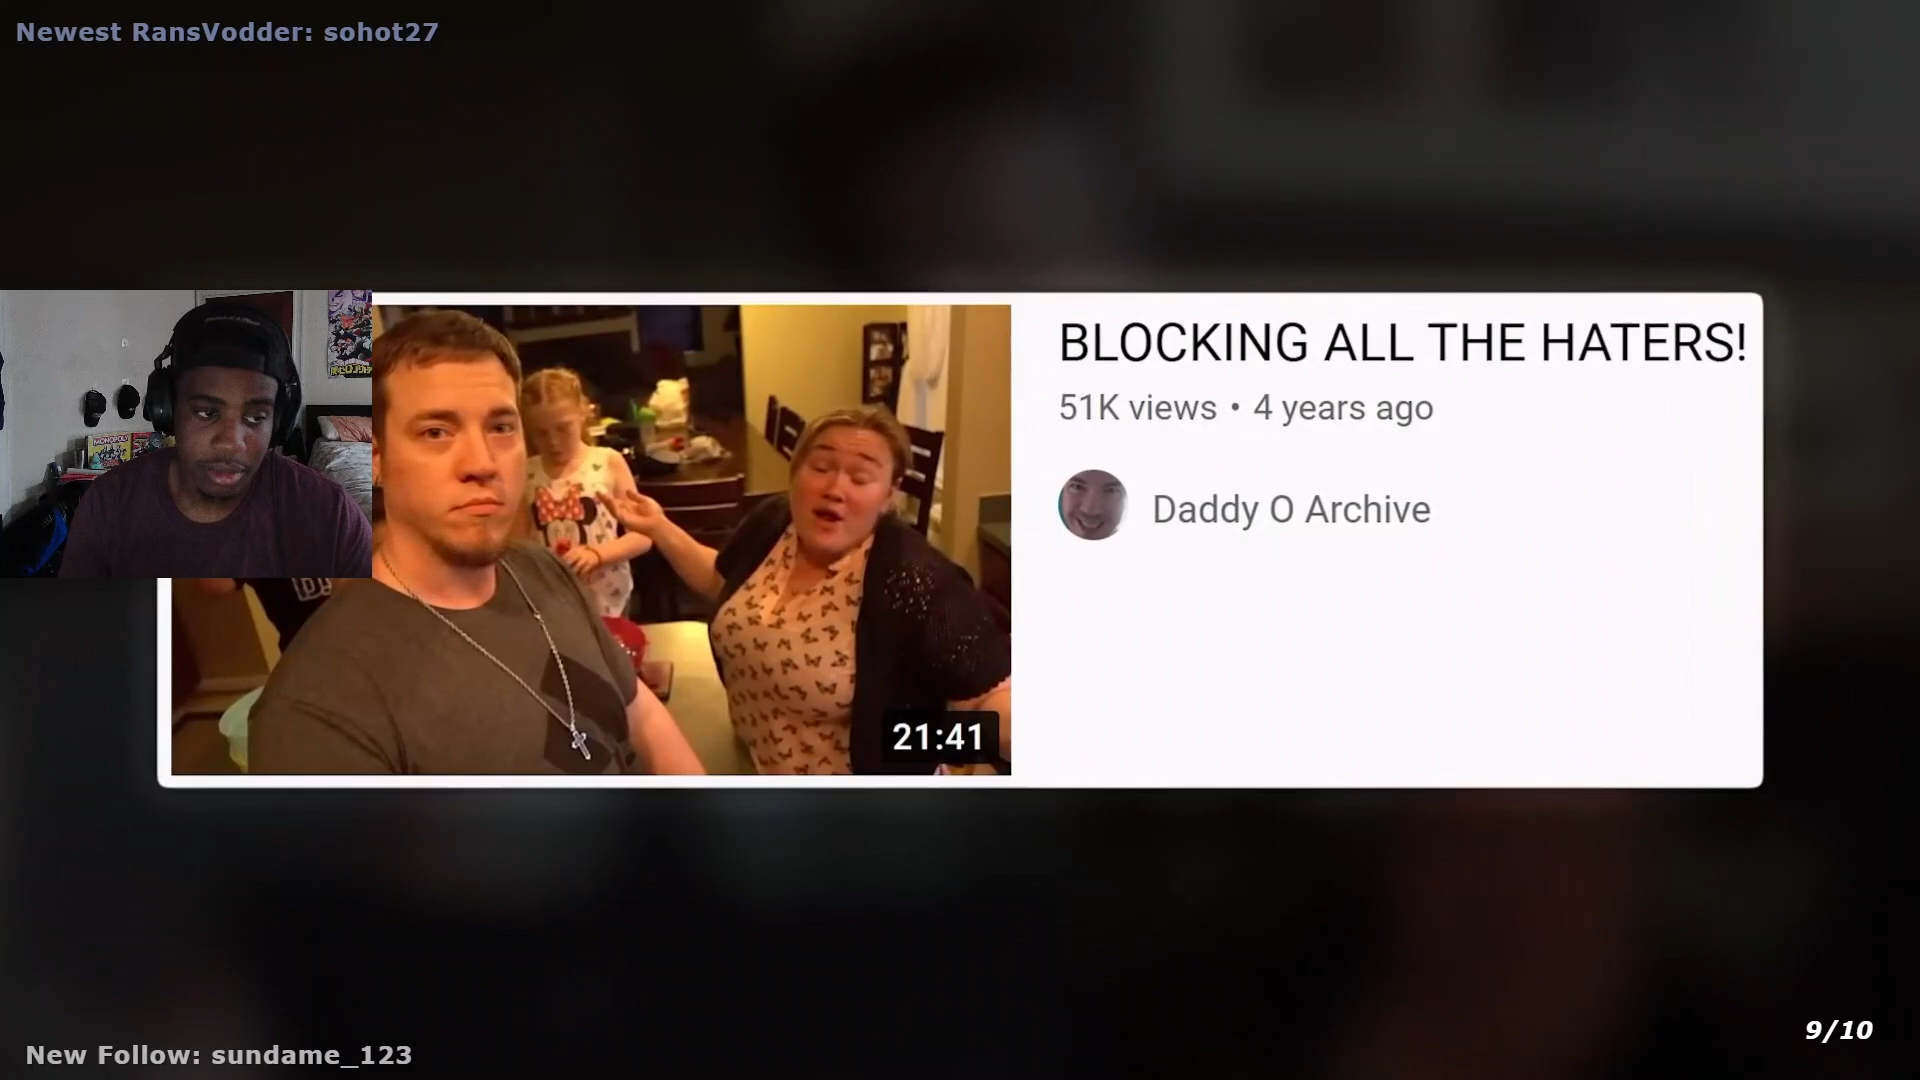 Newest RansVodder: sohot27
BLOCKING ALL THE HATERS!
51K views • 4 years ago
Daddy O Archive
MONOPOLY
21:41
9/10
New Follow: sundame_123